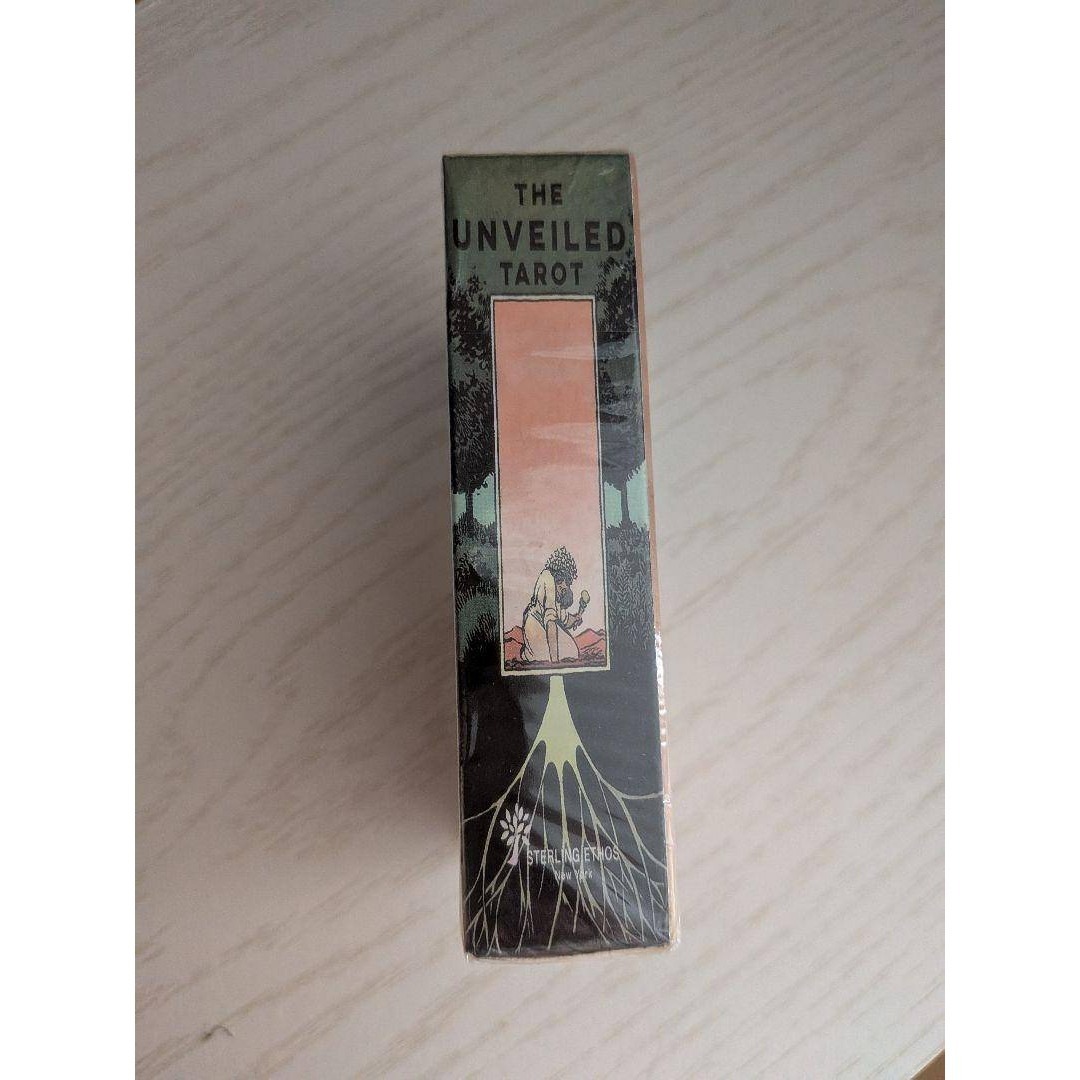 THE
UNVEILED
TAROT
STERLING ETHOS
New York